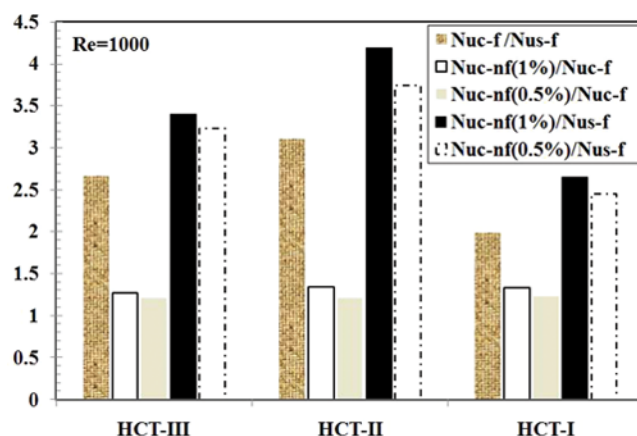 4.5
4
3.5
3
2.5
2
1.5
1
0.5
0
Re=1000
Nuc-f /Nus-f
Nuc-nf(1%)/Nuc-f
Nuc-nf(0.5%)/Nuc-f
Nuc-nf(1%)/Nus-f
Nuc-nf(0.5%)/Nus-f
HCT-III HCT-II HCT-I